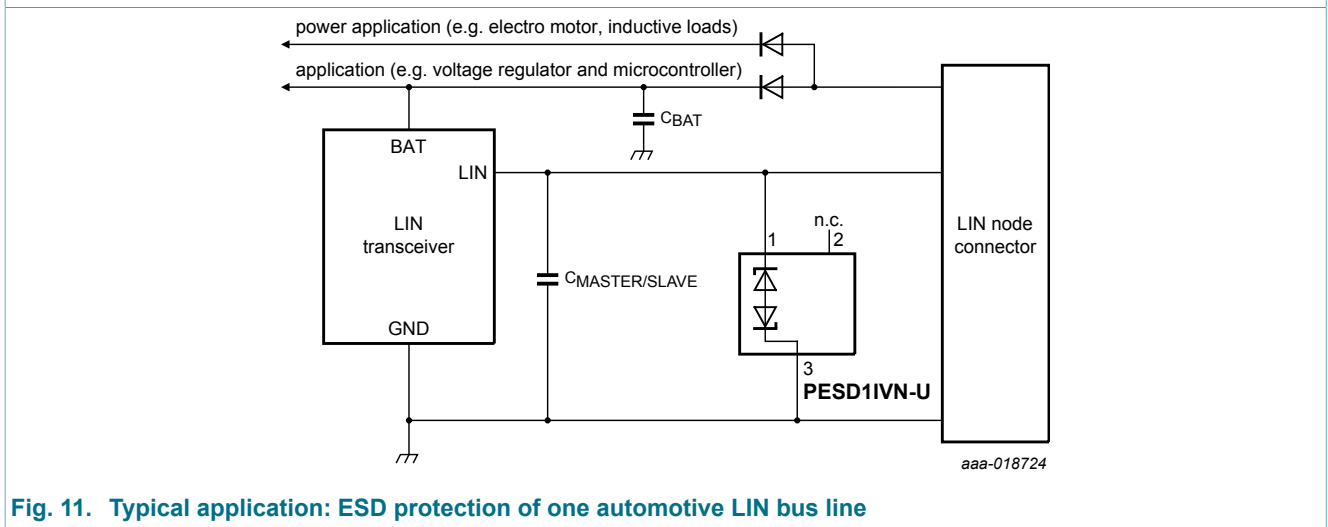 power application (e.g. electro motor, inductive loads)
application (e.g. voltage regulator and microcontroller)
CBAT
BAT
LIN
LIN
transceiver
GND
CMASTER/SLAVE
n.c.
1
2
3
PESD1IVN-U
LIN node
connector
aaa-018724
Fig. 11. Typical application: ESD protection of one automotive LIN bus line